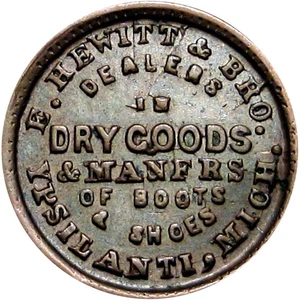 E. HEWITT & BRO.
DEALERS
IN
DRY GOODS
& MANFRS
OF BOOTS
& SHOES
YPSILANTI, MICH.